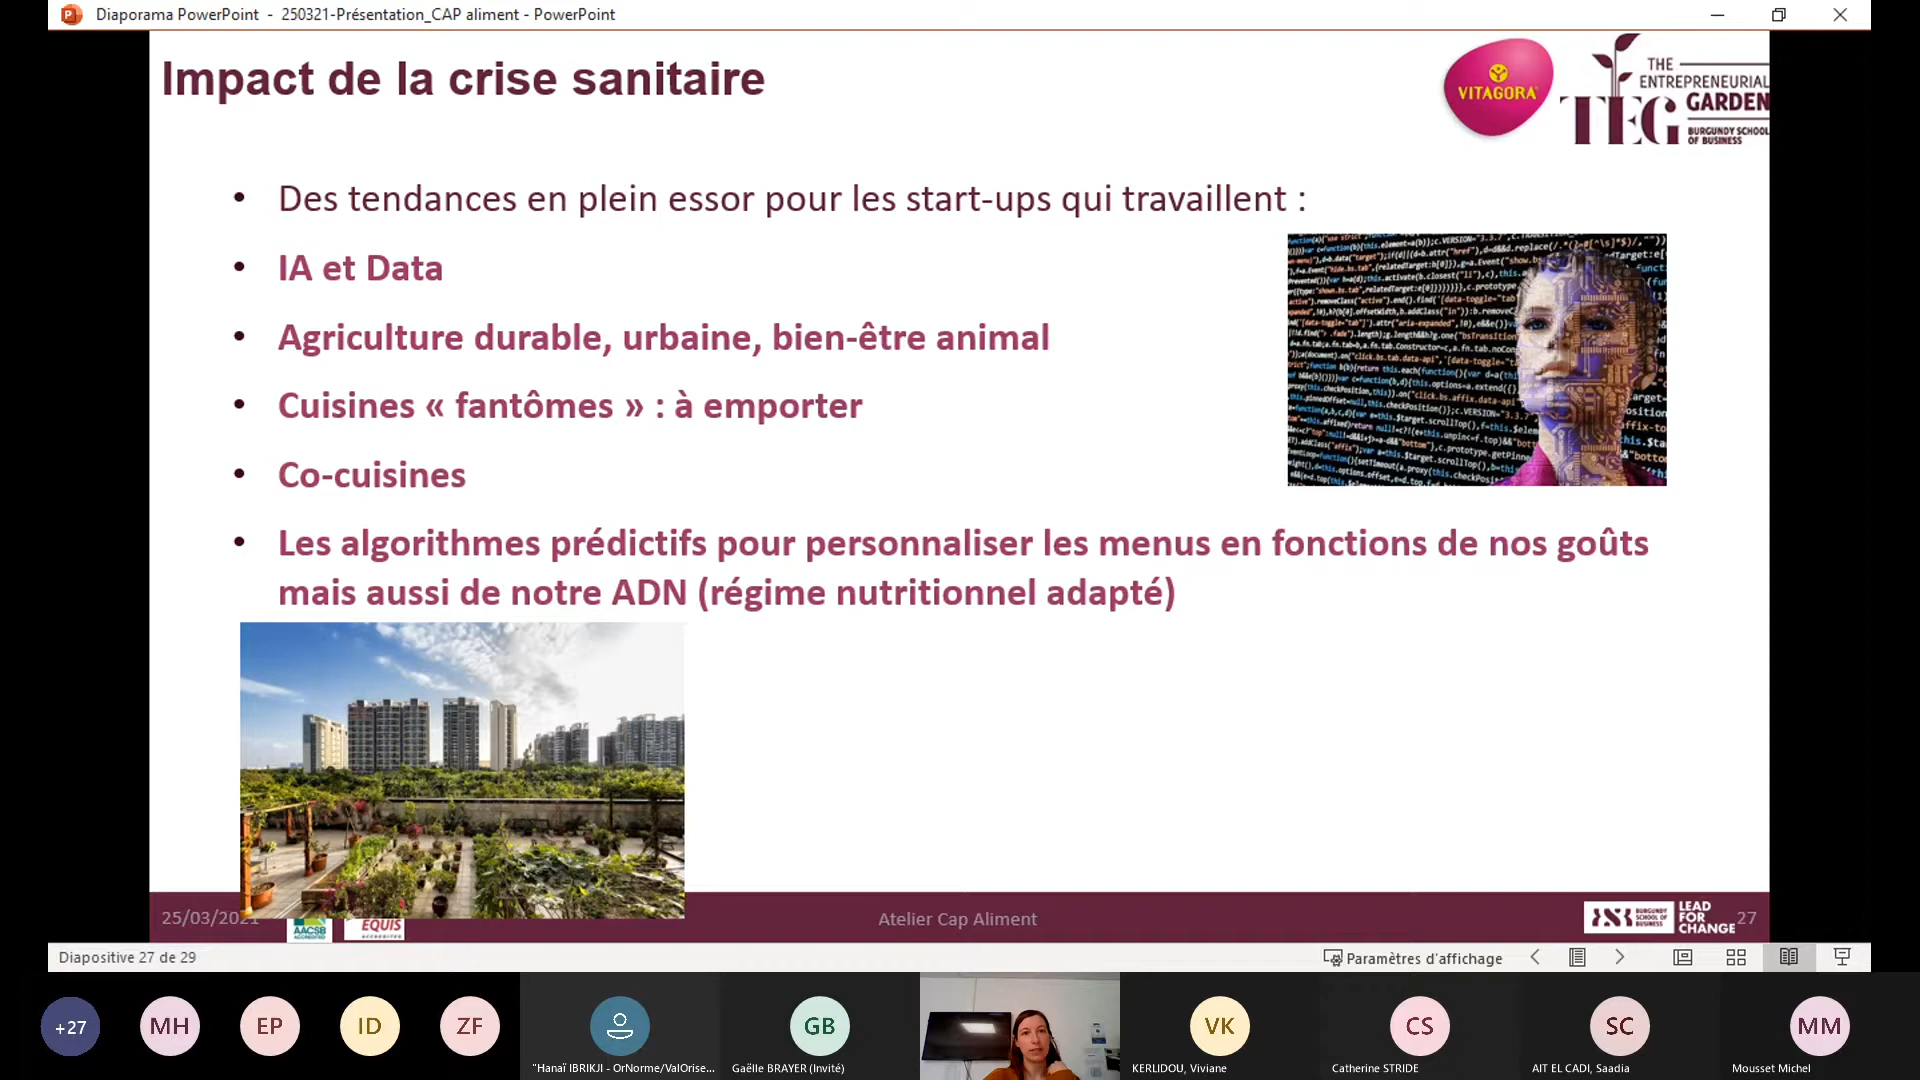 Diaporama PowerPoint - 250321-Présentation_CAP aliment - PowerPoint
Impact de la crise sanitaire
VITAGORA
THE
ENTREPRENEURIAL
GARDEN
TEG
BURGUNDY SCHOOL
OF BUSINESS
• Des tendances en plein essor pour les start-ups qui travaillent :
• IA et Data
• Agriculture durable, urbaine, bien-être animal
• Cuisines « fantômes » : à emporter
• Co-cuisines
• Les algorithmes prédictifs pour personnaliser les menus en fonctions de nos goûts
mais aussi de notre ADN (régime nutritionnel adapté)
25/03/2021
AACSB
ACCREDITED
EQUIS
ACCREDITED
Atelier Cap Aliment
BSB
BURGUNDY
SCHOOL OF
BUSINESS
LEAD
FOR
CHANGE
27
Diapositive 27 de 29
Paramètres d'affichage
+27
MH
EP
ID
ZF
GB
VK
CS
SC
MM
"Hanaï IBRIKJI - OrNorme/ValOrise...
Gaëlle BRAYER (Invité)
KERLIDOU, Viviane
Catherine STRIDE
AIT EL CADI, Saadia
Mousset Michel